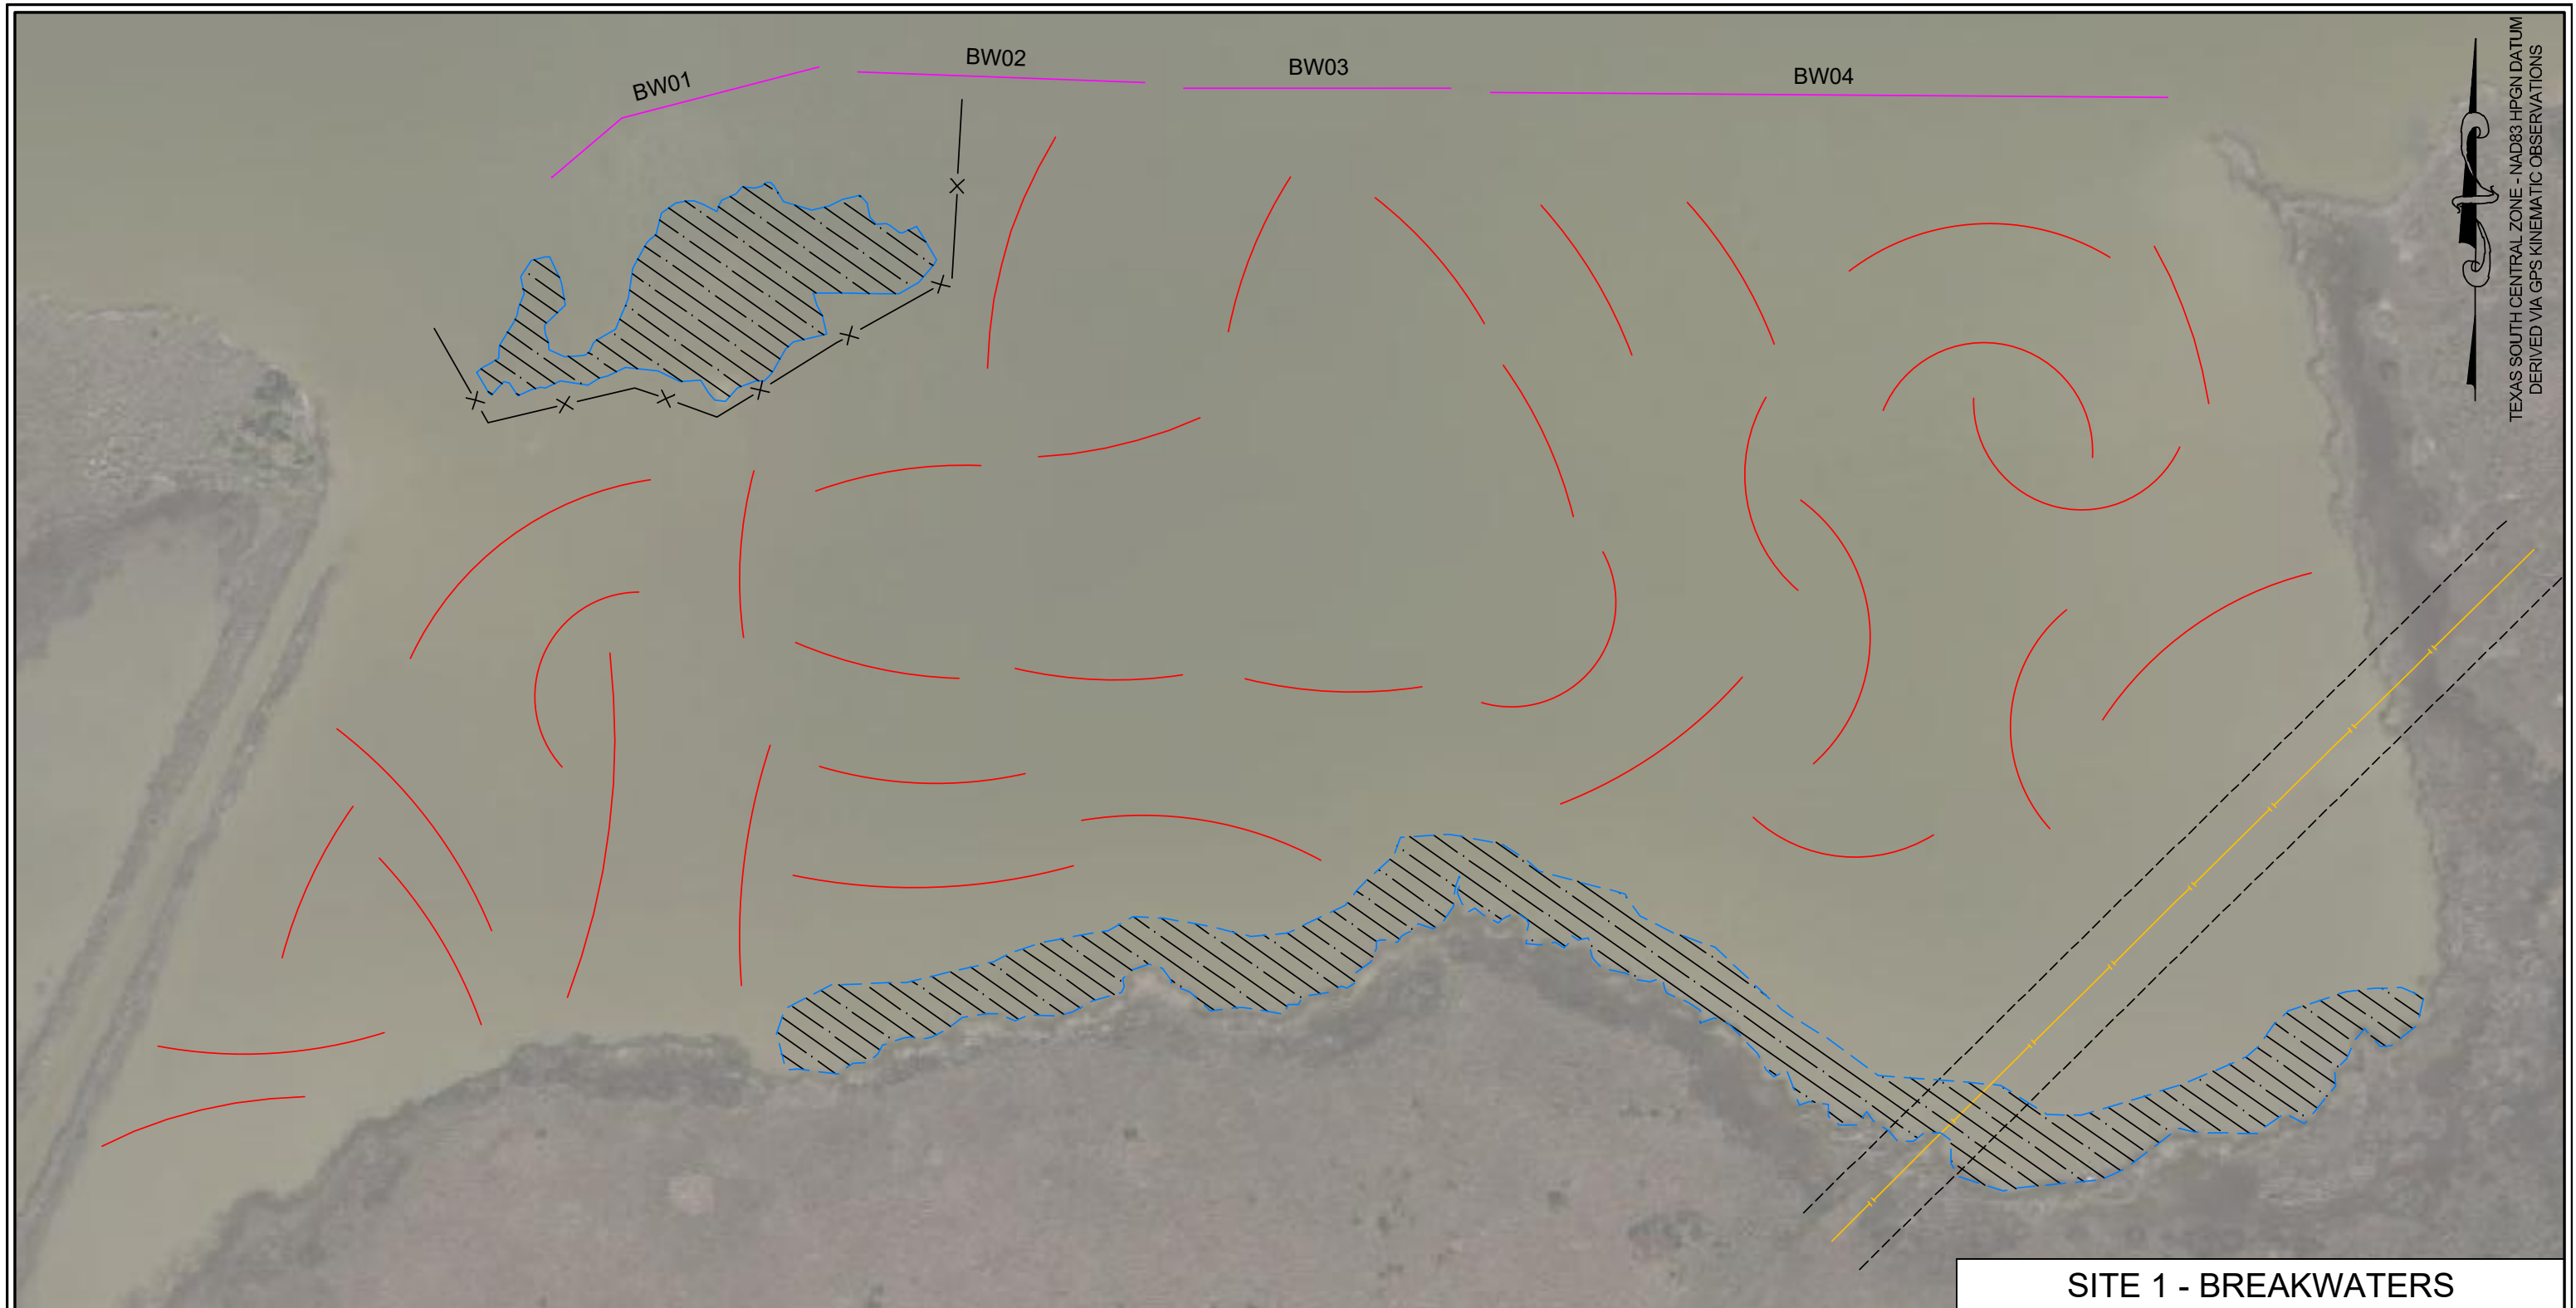 BW01
BW02
BW03
BW04
TEXAS SOUTH CENTRAL ZONE - NAD83 HPGN DATUM
DERIVED VIA GPS KINEMATIC OBSERVATIONS
SITE 1 - BREAKWATERS